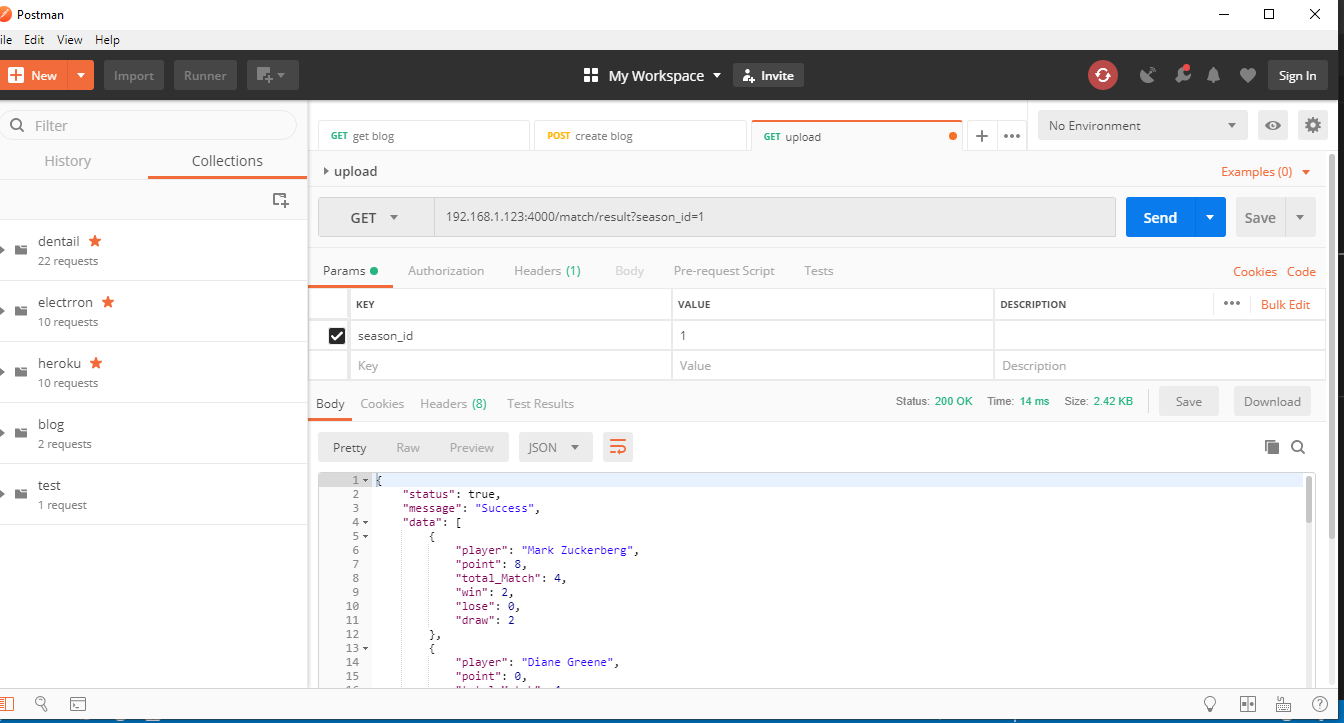 Postman
ile Edit View Help
New Import Runner My Workspace Invite Sign In
Filter
History Collections
dentail
22 requests
electrron
10 requests
heroku
10 requests
blog
2 requests
test
1 request
GET get blog POST create blog GET upload No Environment
upload Examples (0)
GET 192.168.1.123:4000/match/result?season_id=1 Send Save
Params Authorization Headers (1) Body Pre-request Script Tests Cookies Code
KEY VALUE DESCRIPTION Bulk Edit
season_id 1
Key Value Description
Body Cookies Headers (8) Test Results Status: 200 OK Time: 14 ms Size: 2.42 KB Save Download
Pretty Raw Preview JSON
1 {
2 "status": true,
3 "message": "Success",
4 "data": [
5 {
6 "player": "Mark Zuckerberg",
7 "point": 8,
8 "total_Match": 4,
9 "win": 2,
10 "lose": 0,
11 "draw": 2
12 },
13 {
14 "player": "Diane Greene",
15 "point": 0,